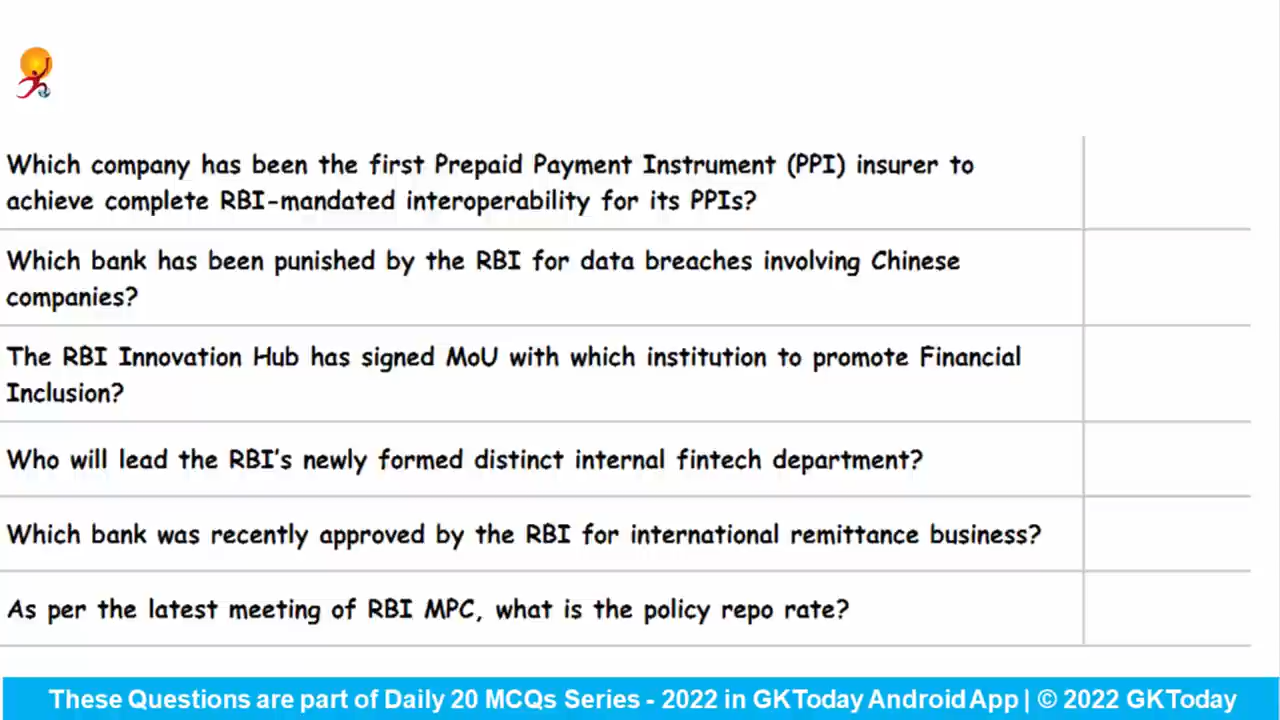 Which company has been the first Prepaid Payment Instrument (PPI) insurer to
achieve complete RBI-mandated interoperability for its PPIs?
Which bank has been punished by the RBI for data breaches involving Chinese
companies?
The RBI Innovation Hub has signed MoU with which institution to promote Financial
Inclusion?
Who will lead the RBI's newly formed distinct internal fintech department?
Which bank was recently approved by the RBI for international remittance business?
As per the latest meeting of RBI MPC, what is the policy repo rate?
These Questions are part of Daily 20 MCQs Series - 2022 in GKToday Android App | © 2022 GKToday